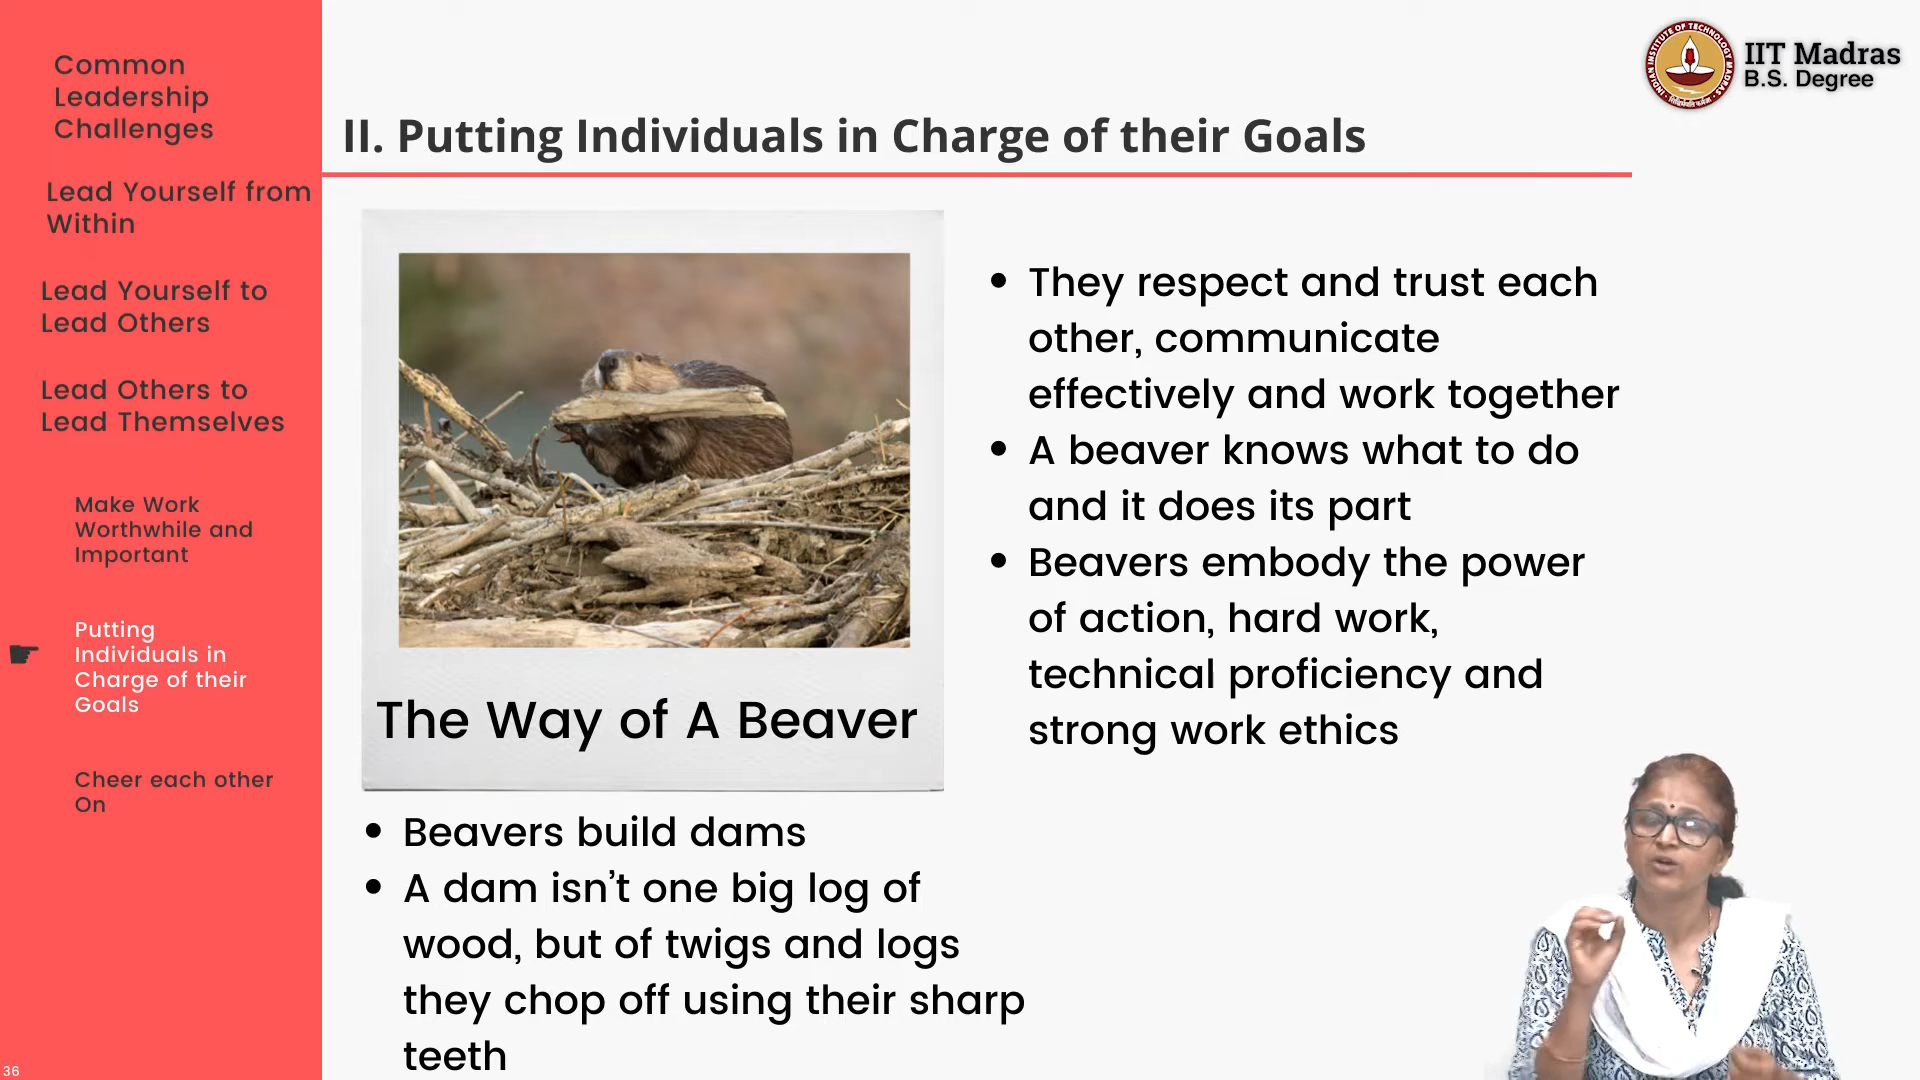 Common
Leadership
Challenges
Lead Yourself from
Within
Lead Yourself to
Lead Others
Lead Others to
Lead Themselves
Make Work
Worthwhile and
Important
☛
Putting
Individuals in
Charge of their
Goals
Cheer each other
On
36
IIT Madras
B.S. Degree
INDIAN INSTITUTE OF TECHNOLOGY MADRAS
II. Putting Individuals in Charge of their Goals
The Way of A Beaver
• Beavers build dams
• A dam isn’t one big log of
wood, but of twigs and logs
they chop off using their sharp
teeth
• They respect and trust each
other, communicate
effectively and work together
• A beaver knows what to do
and it does its part
• Beavers embody the power
of action, hard work,
technical proficiency and
strong work ethics